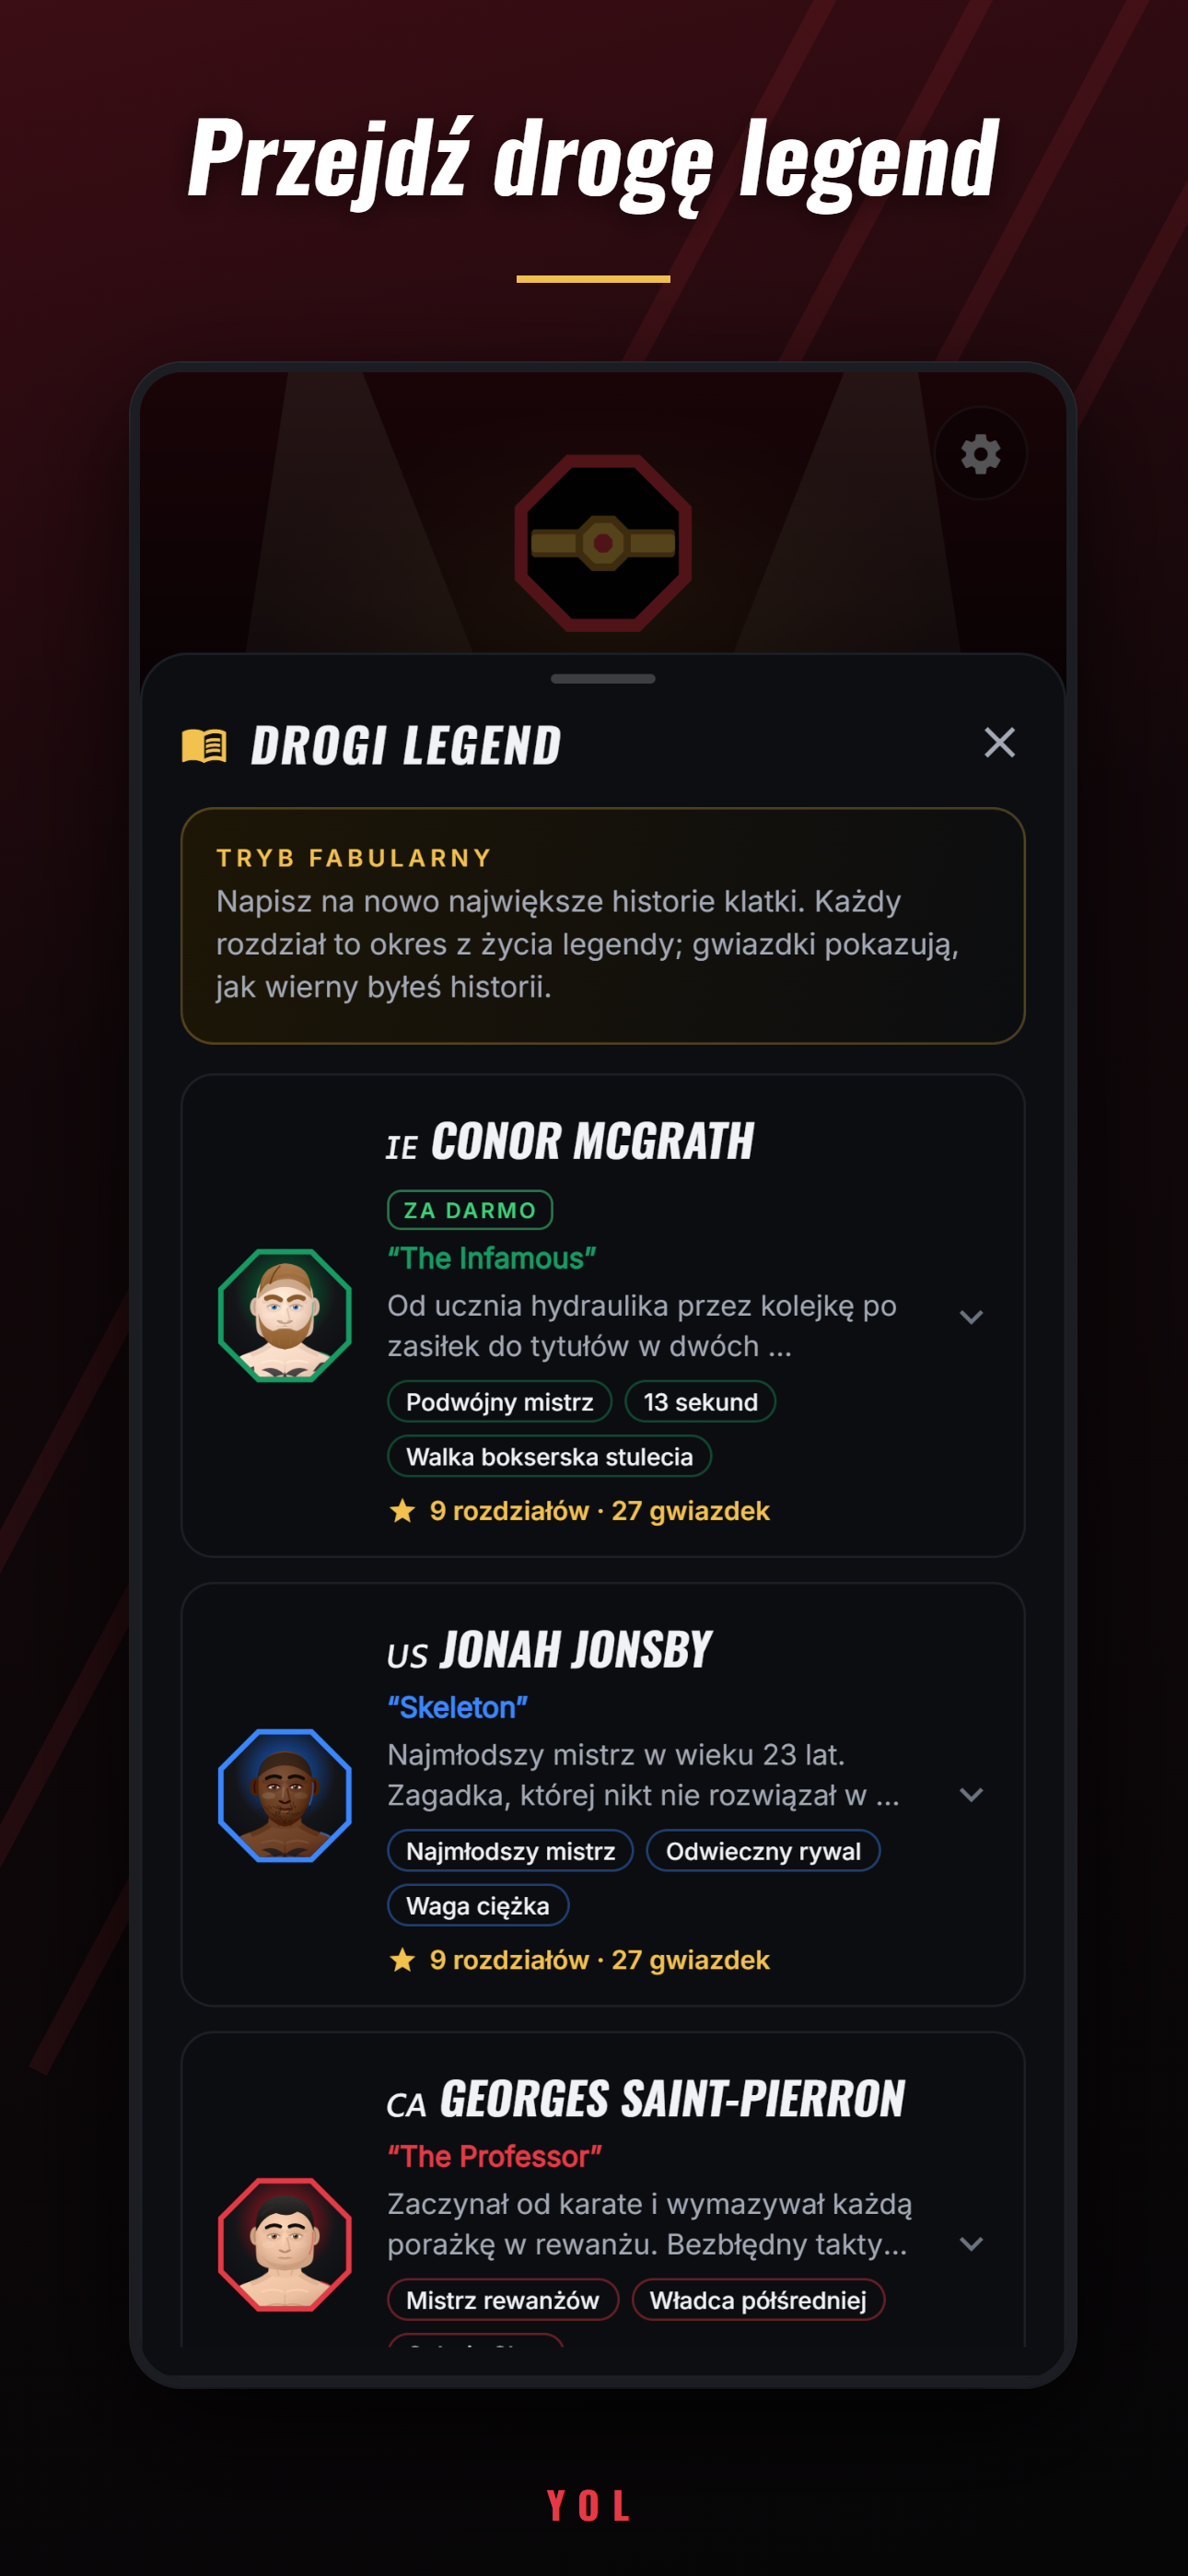 Przejdź drogę legend
DROGI LEGEND
TRYB FABULARNY
Napisz na nowo największe historie klatki. Każdy
rozdział to okres z życia legendy; gwiazdki pokazują,
jak wierny byłeś historii.
IE CONOR MCGRATH
ZA DARMO
“The Infamous”
Od ucznia hydraulika przez kolejkę po
zasiłek do tytułów w dwóch ...
Podwójny mistrz 13 sekund
Walka bokserska stulecia
9 rozdziałów · 27 gwiazdek
US JONAH JONSBY
“Skeleton”
Najmłodszy mistrz w wieku 23 lat.
Zagadka, której nikt nie rozwiązał w ...
Najmłodszy mistrz Odwieczny rywal
Waga ciężka
9 rozdziałów · 27 gwiazdek
CA GEORGES SAINT-PIERRON
“The Professor”
Zaczynał od karate i wymazywał każdą
porażkę w rewanżu. Bezbłędny takty...
Mistrz rewanżów Władca półśredniej
YOL